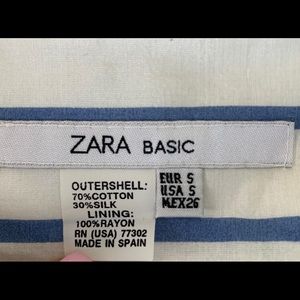 ZARA BASIC
OUTERSHELL:
70%COTTON
30%SILK
LINING:
100%RAYON
RN (USA) 77302
MADE IN SPAIN
EUR S
USA S
MEX26